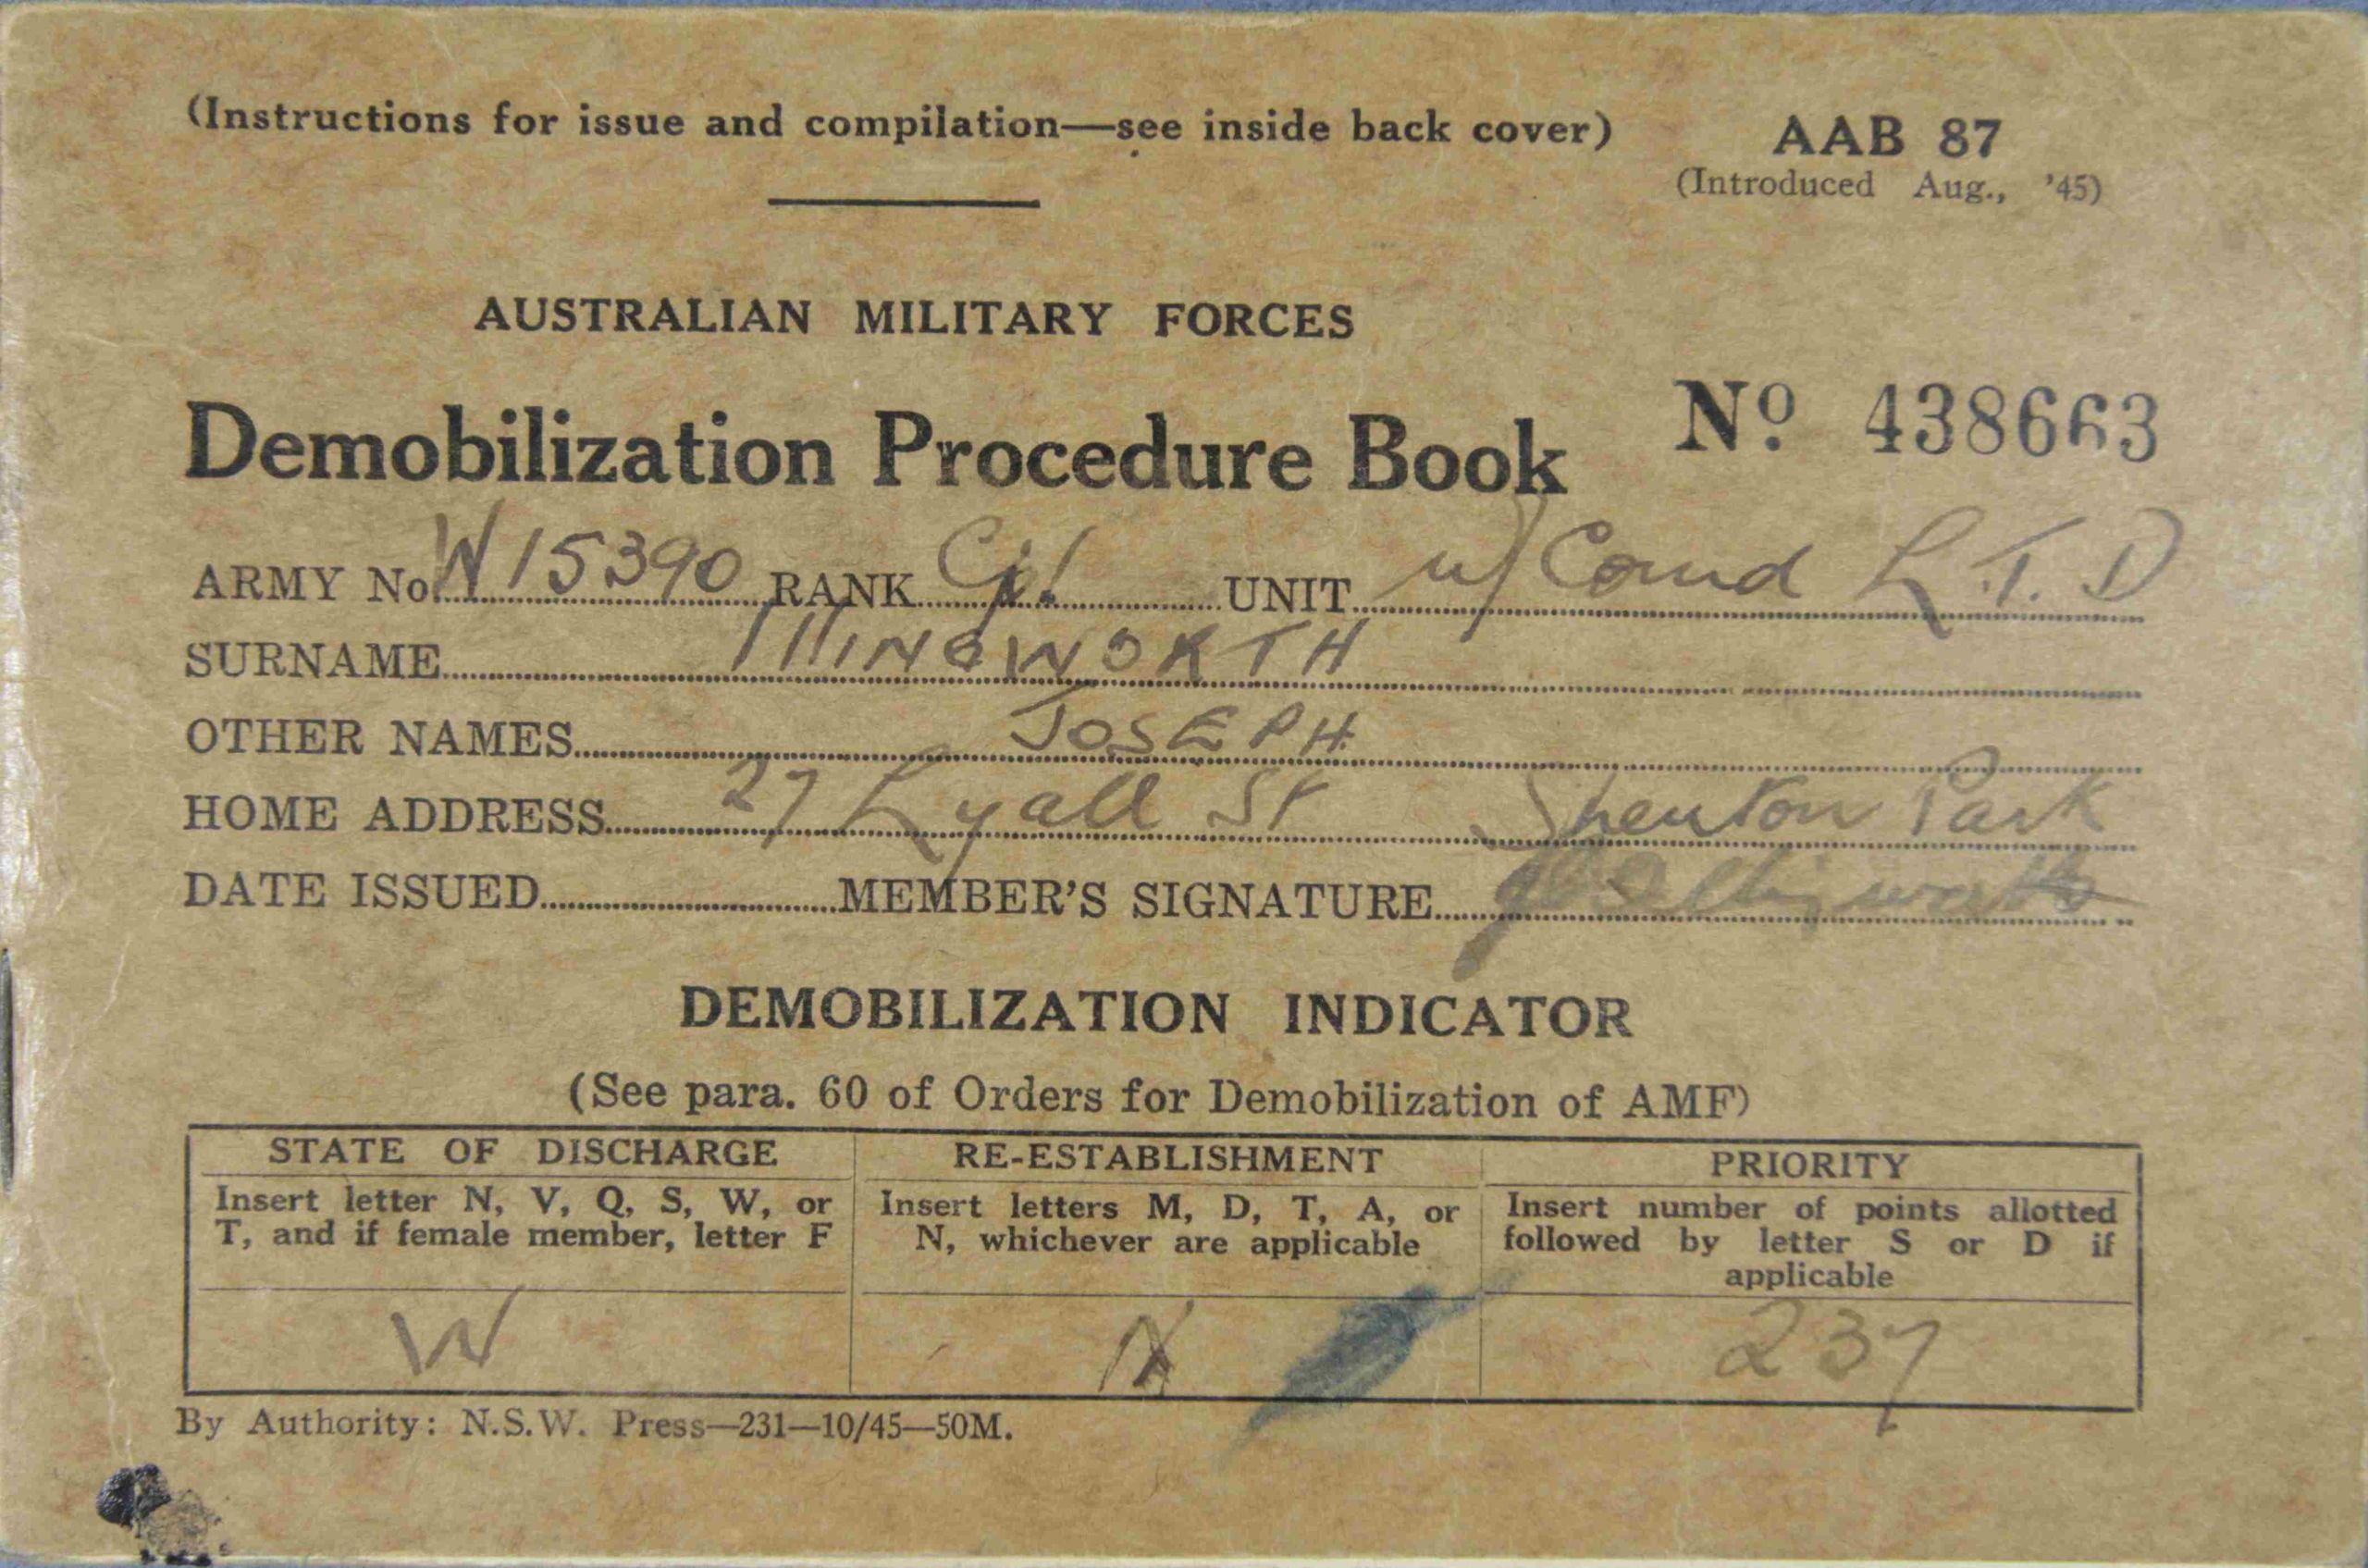 (Instructions for issue and compilation—see inside back cover)
AAB 87
(Introduced Aug., '45)
AUSTRALIAN MILITARY FORCES
Demobilization Procedure Book Nº 438663
ARMY No. W15390 RANK Cpl UNIT W/Comd L.T.D
SURNAME IllINGWORTH
OTHER NAMES JOSEPH
HOME ADDRESS 27 Lyall St Shenton Park
DATE ISSUED MEMBER'S SIGNATURE Illingworth
DEMOBILIZATION INDICATOR
(See para. 60 of Orders for Demobilization of AMF)
STATE OF DISCHARGE RE-ESTABLISHMENT PRIORITY
Insert letter N, V, Q, S, W, or T, and if female member, letter F
Insert letters M, D, T, A, or N, whichever are applicable
Insert number of points allotted followed by letter S or D if applicable
W N 237
By Authority: N.S.W. Press—231—10/45—50M.